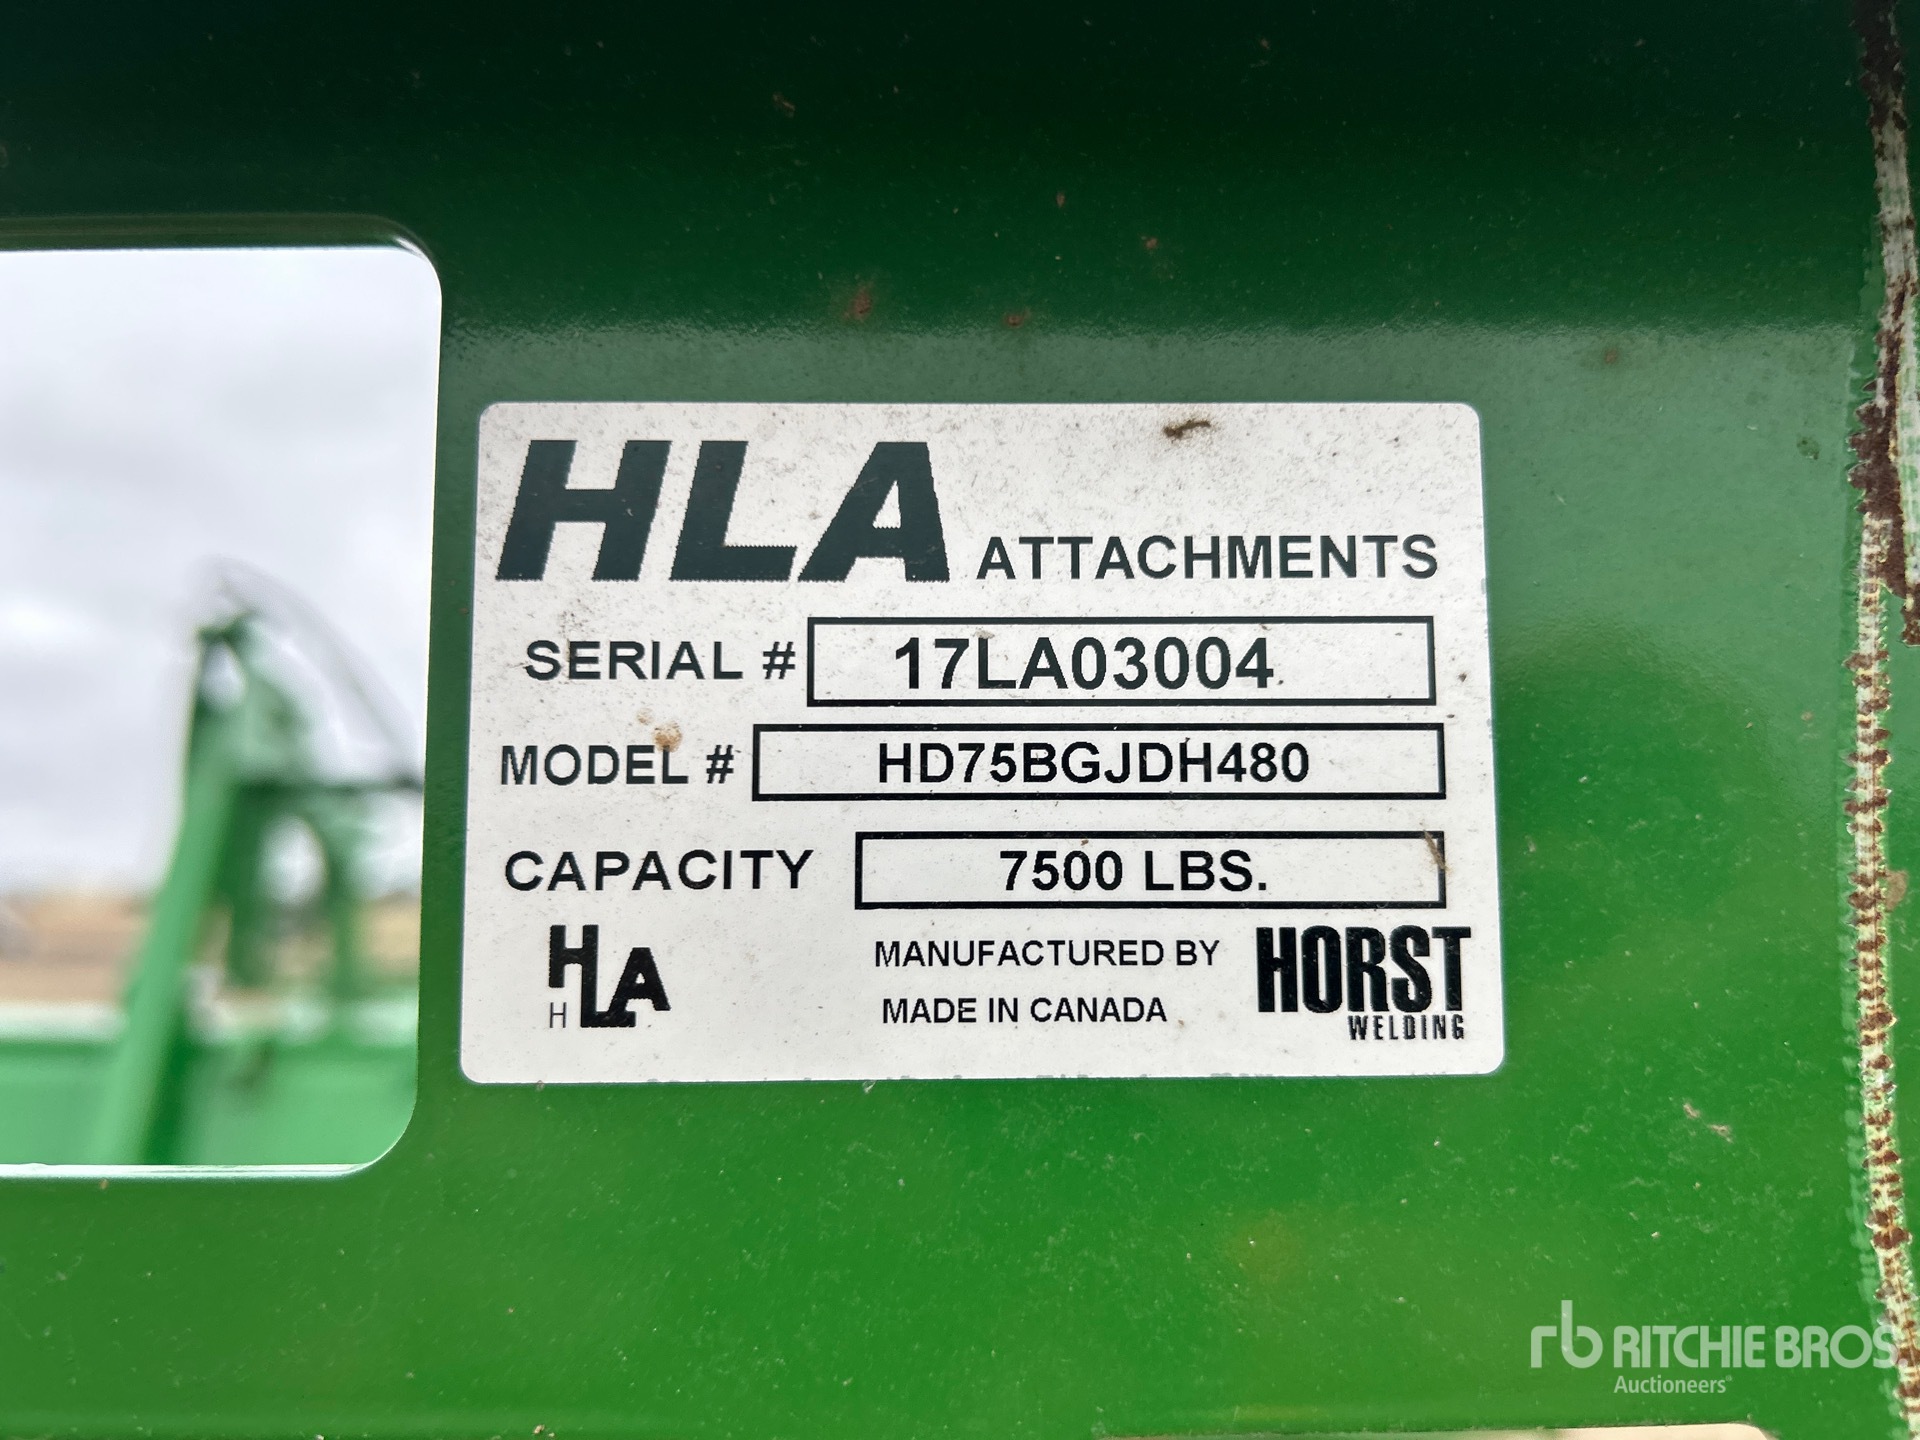 HLA ATTACHMENTS
SERIAL # 17LA03004
MODEL # HD75BGJDH480
CAPACITY 7500 LBS.
HLA
H
MANUFACTURED BY
MADE IN CANADA
HORST
WELDING
rb RITCHIE BROS
Auctioneers